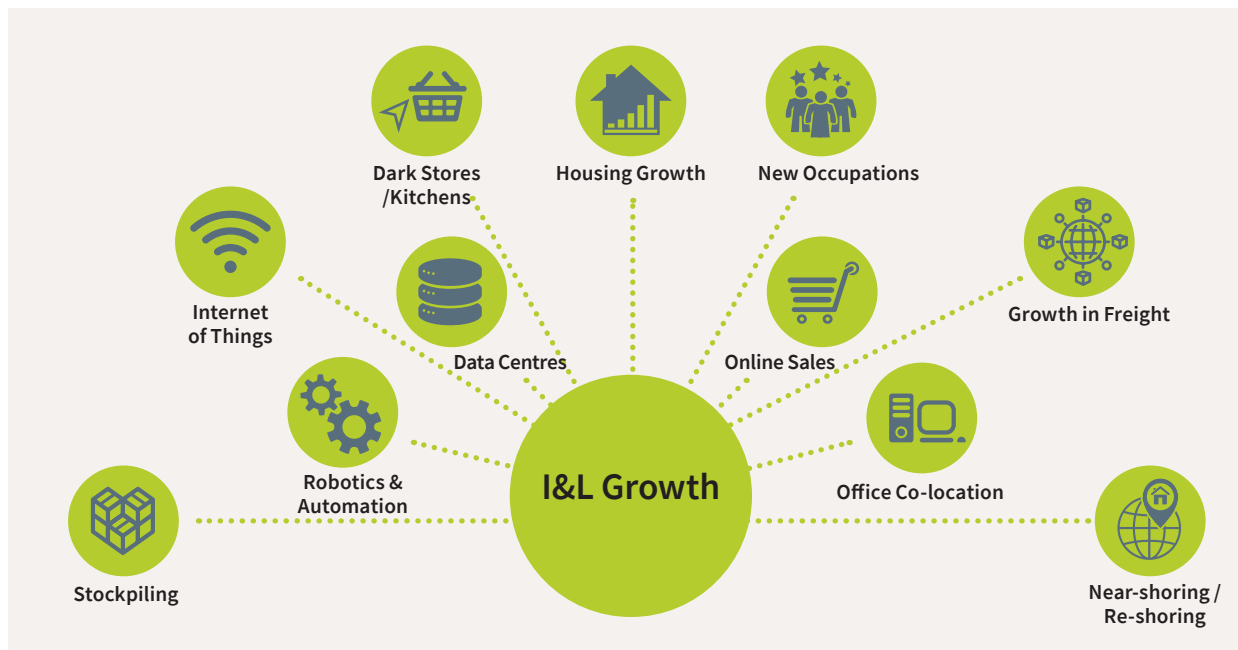 Dark Stores
/Kitchens
Housing Growth
New Occupations
Internet
of Things
Growth in Freight
Data Centres
Online Sales
Robotics &
Automation
I&L Growth
Office Co-location
Stockpiling
Near-shoring /
Re-shoring